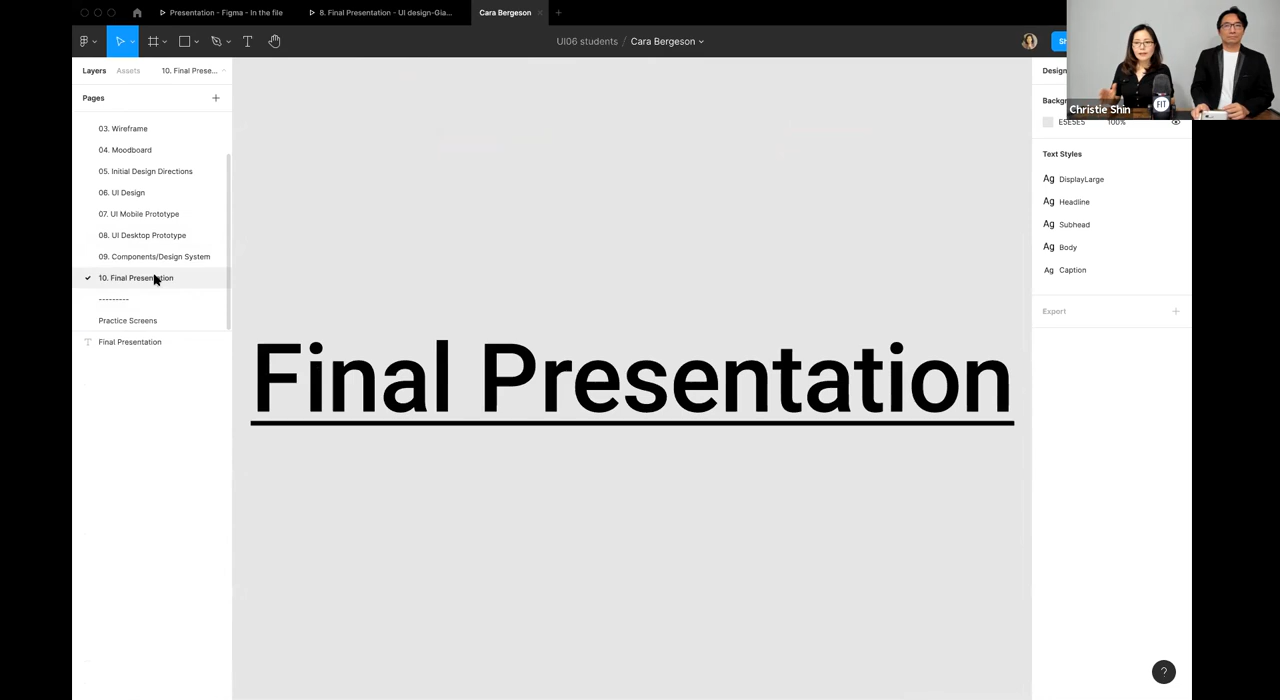 Presentation - Figma - In the file
8. Final Presentation - UI design-Gia...
Cara Bergeson
UI06 students / Cara Bergeson
Layers
Assets
10. Final Prese...
Pages
03. Wireframe
04. Moodboard
05. Initial Design Directions
06. UI Design
07. UI Mobile Prototype
08. UI Desktop Prototype
09. Components/Design System
10. Final Presentation
---------
Practice Screens
Final Presentation
Final Presentation
Design
E5E5E5
100%
Text Styles
Ag DisplayLarge
Ag Headline
Ag Subhead
Ag Body
Ag Caption
Export
Christie Shin
FIT
?